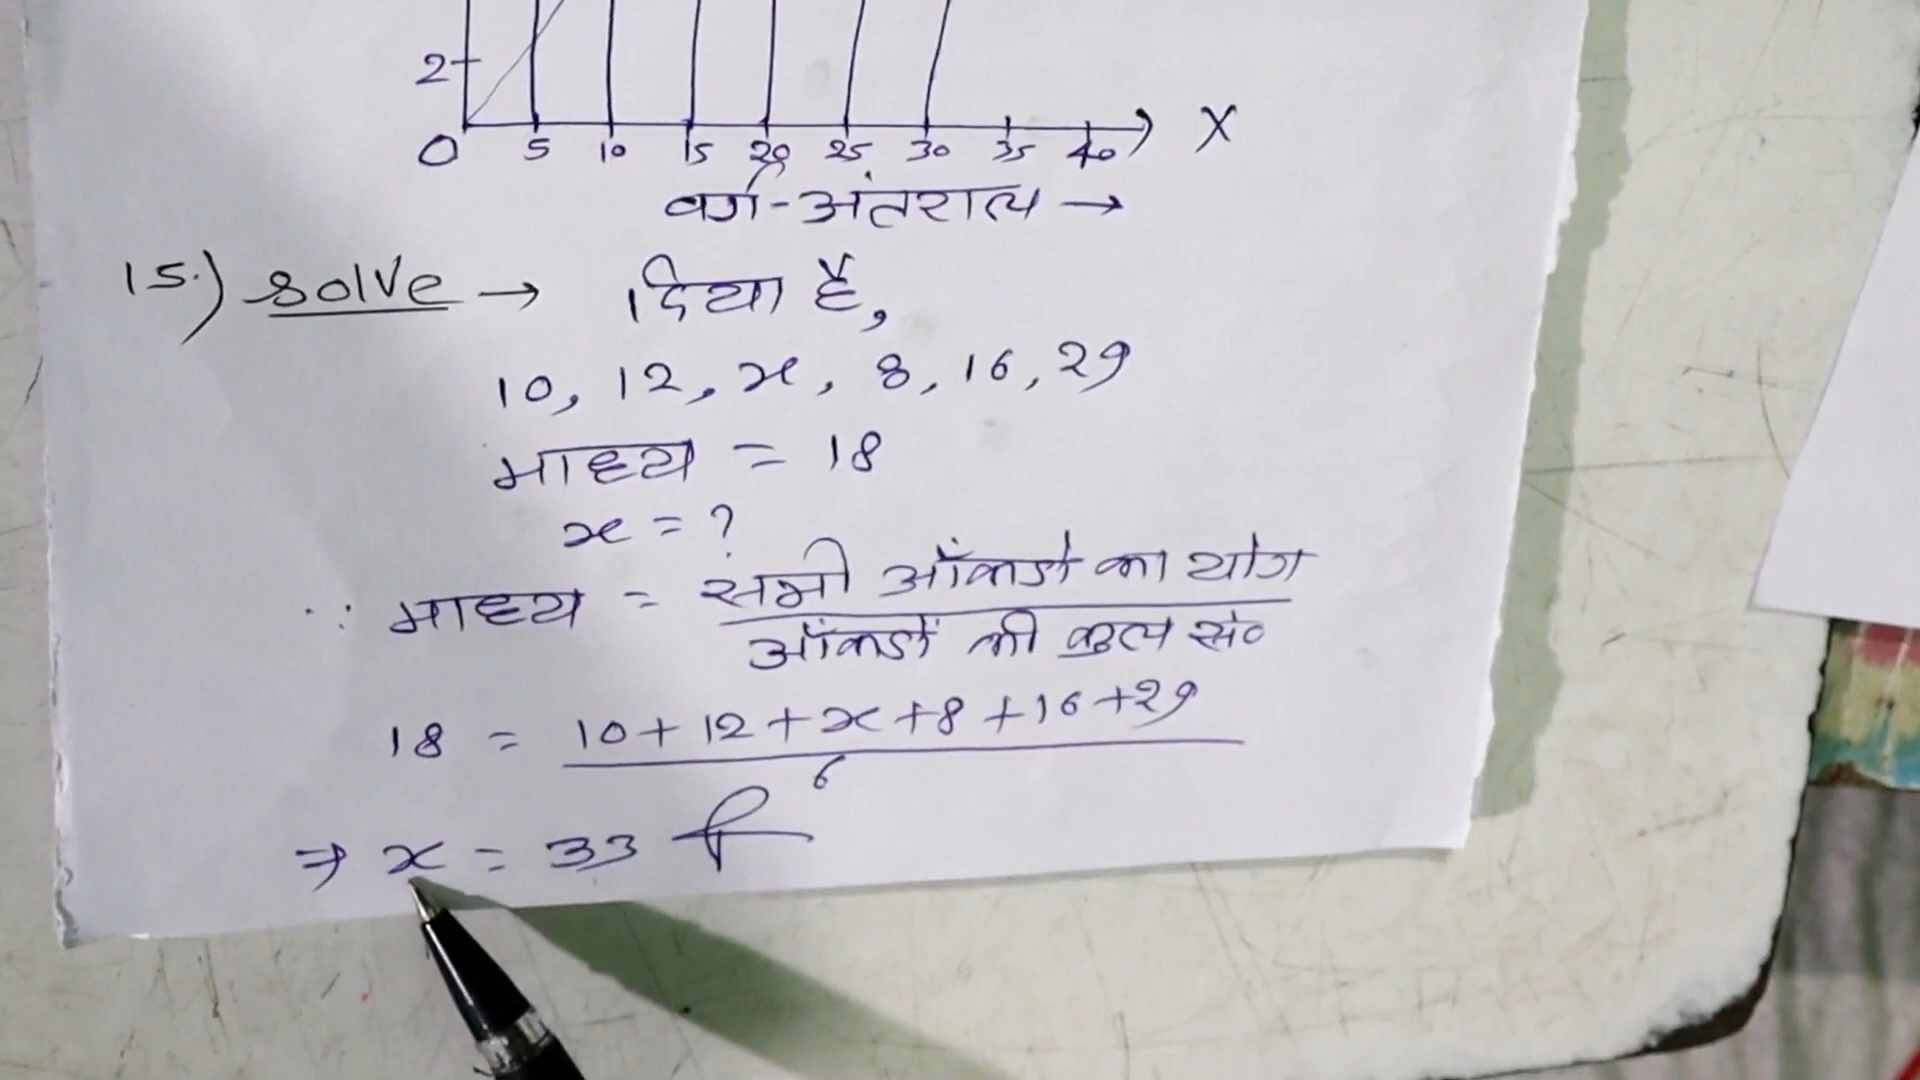 2
0 5 10 15 20 25 30 35 40 X
वर्ग-अंतराल →
15.) solve → दिया है,
10, 12, x, 8, 16, 29
माध्य = 18
x = ?
∵ माध्य = सभी आँकडों का योग
आँकडों की कुल सं०
18 = 10 + 12 + x + 8 + 16 + 29
6
⇒ x = 33